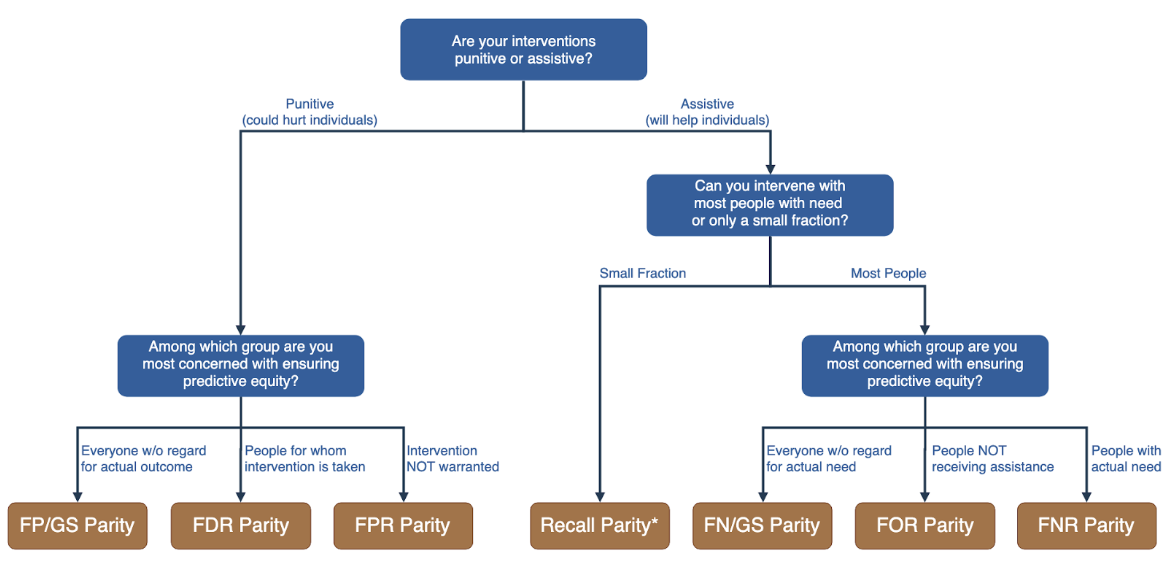 Are your interventions
punitive or assistive?
Punitive
(could hurt individuals)
Assistive
(will help individuals)
Can you intervene with
most people with need
or only a small fraction?
Small Fraction
Most People
Among which group are you
most concerned with ensuring
predictive equity?
Among which group are you
most concerned with ensuring
predictive equity?
Everyone w/o regard
for actual outcome
People for whom
intervention is taken
Intervention
NOT warranted
Everyone w/o regard
for actual need
People NOT
receiving assistance
People with
actual need
FP/GS Parity
FDR Parity
FPR Parity
Recall Parity*
FN/GS Parity
FOR Parity
FNR Parity